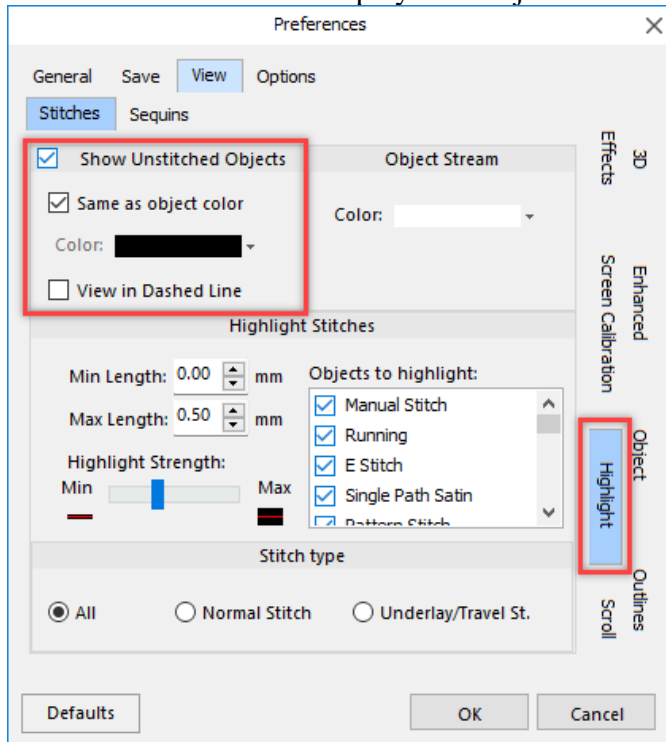 Preferences
General Save View Options
Stitches Sequins
Show Unstitched Objects
Same as object color
Color:
View in Dashed Line
Object Stream
Color:
Highlight Stitches
Min Length: 0.00 mm
Max Length: 0.50 mm
Highlight Strength:
Min Max
Objects to highlight:
Manual Stitch
Running
E Stitch
Single Path Satin
Pattern Stitch
Stitch type
All Normal Stitch Underlay/Travel St.
3D
Effects
Enhanced
Screen Calibration
Object
Highlight
Outlines
Scroll
Defaults OK Cancel